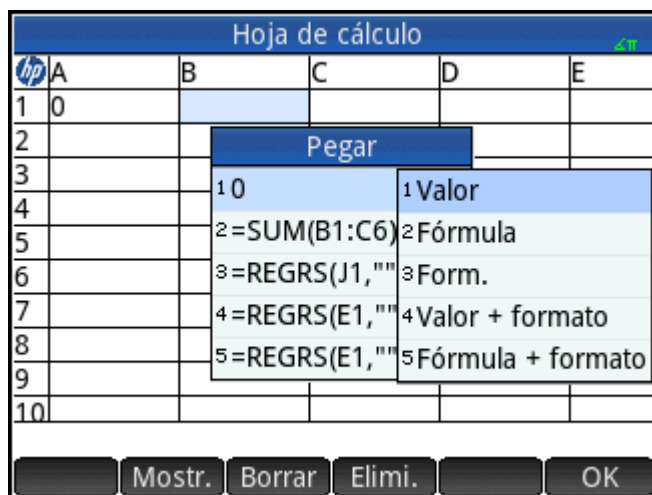 Hoja de cálculo
∡π
hp A B C D E
1 0
2
3
4
5
6
7
8
9
10
Pegar
1 0
2 =SUM(B1:C6)
3 =REGRS(J1,""
4 =REGRS(E1,""
5 =REGRS(E1,""
1 Valor
2 Fórmula
3 Form.
4 Valor + formato
5 Fórmula + formato
Mostr. Borrar Elimi. OK